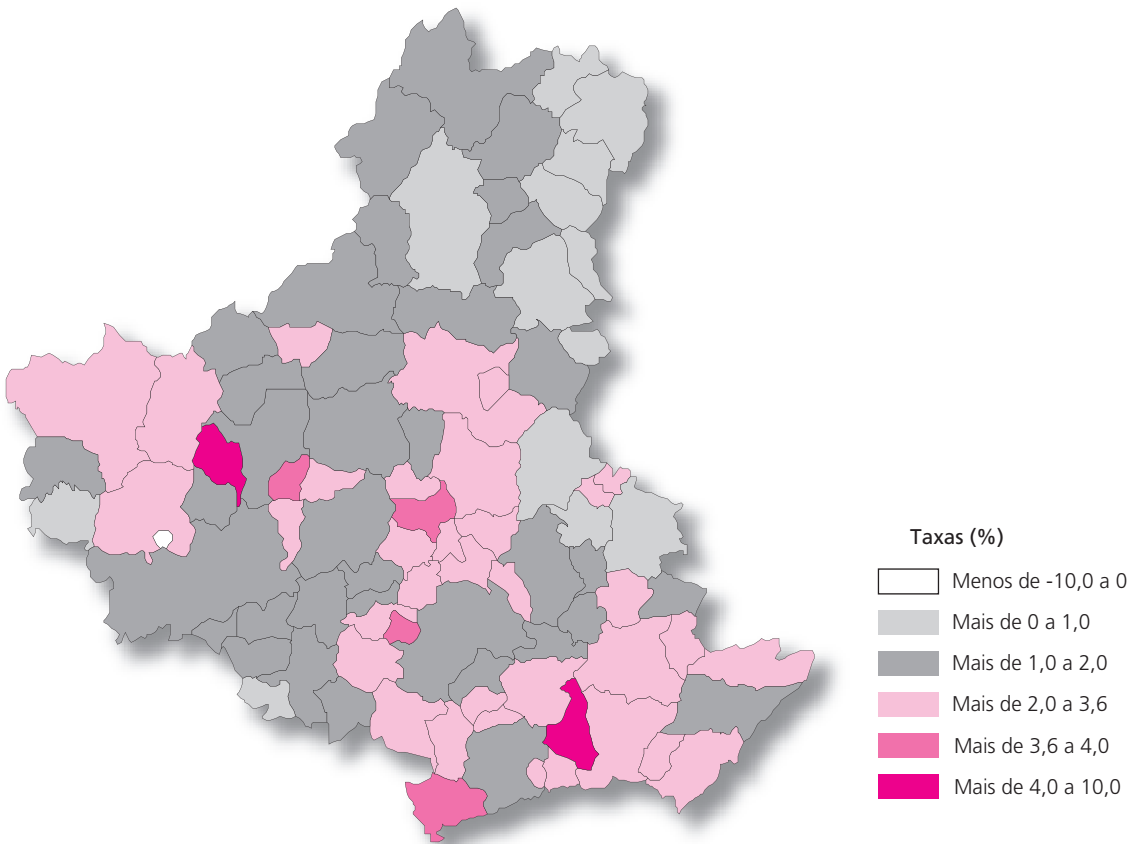 Taxas (%)
Menos de -10,0 a 0
Mais de 0 a 1,0
Mais de 1,0 a 2,0
Mais de 2,0 a 3,6
Mais de 3,6 a 4,0
Mais de 4,0 a 10,0